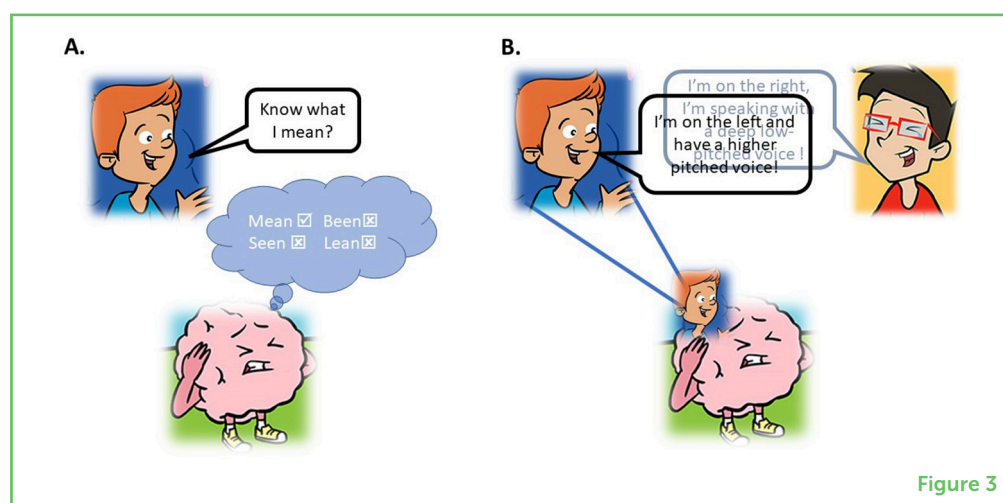 A.
Know what
I mean?
Mean ☑ Been ☒
Seen ☒ Lean ☒
B.
I'm on the right,
I'm speaking with
a deep low-
pitched voice !
I'm on the left and
have a higher
pitched voice!
Figure 3